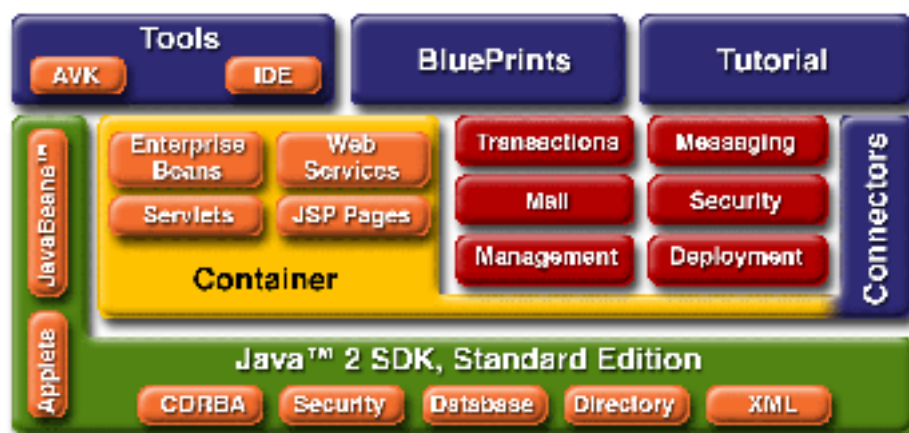 Tools
BluePrints
Tutorial
AVK
IDE
JavaBeans™
Enterprise
Beans
Web
Services
Transactions
Messaging
Servlets
JSP Pages
Mail
Security
Container
Management
Deployment
Connectors
Applets
Java™ 2 SDK, Standard Edition
CORBA
Security
Database
Directory
XML